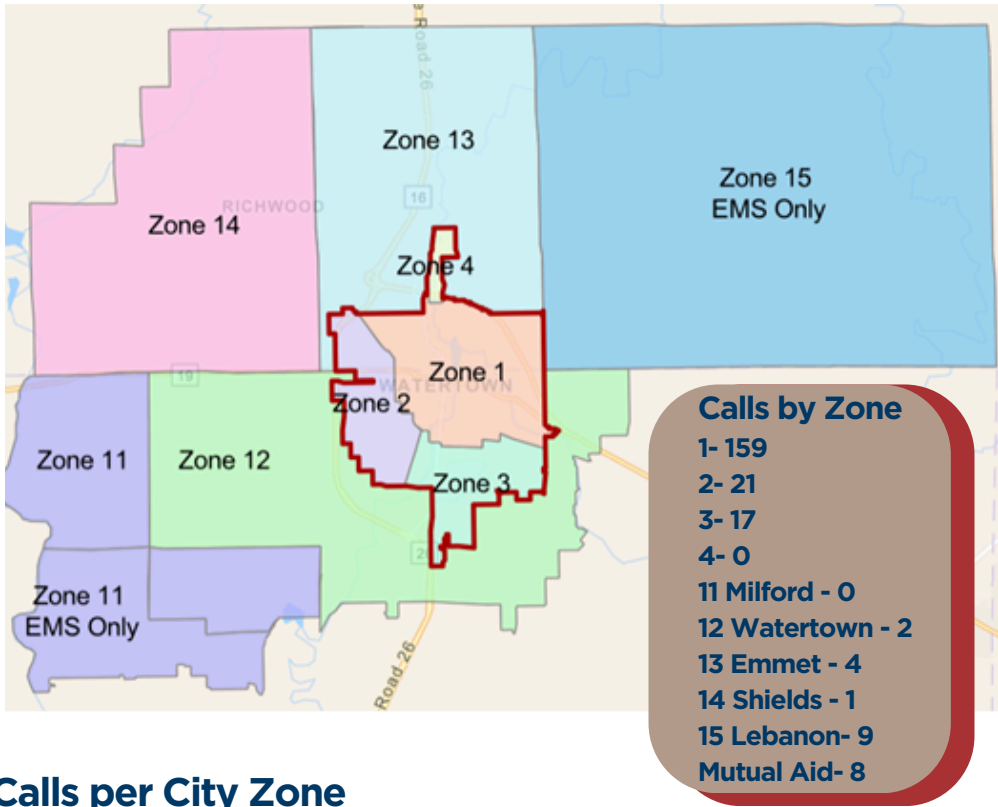 Road 26
Zone 13
Zone 15
EMS Only
16
RICHWOOD
Zone 14
Zone 4
19
Zone 1
WATERTOWN
Zone 2
Zone 11
Zone 12
Zone 3
Zone 11
EMS Only
Road 26
Calls by Zone
1- 159
2- 21
3- 17
4- 0
11 Milford - 0
12 Watertown - 2
13 Emmet - 4
14 Shields - 1
15 Lebanon- 9
Mutual Aid- 8
Calls per City Zone